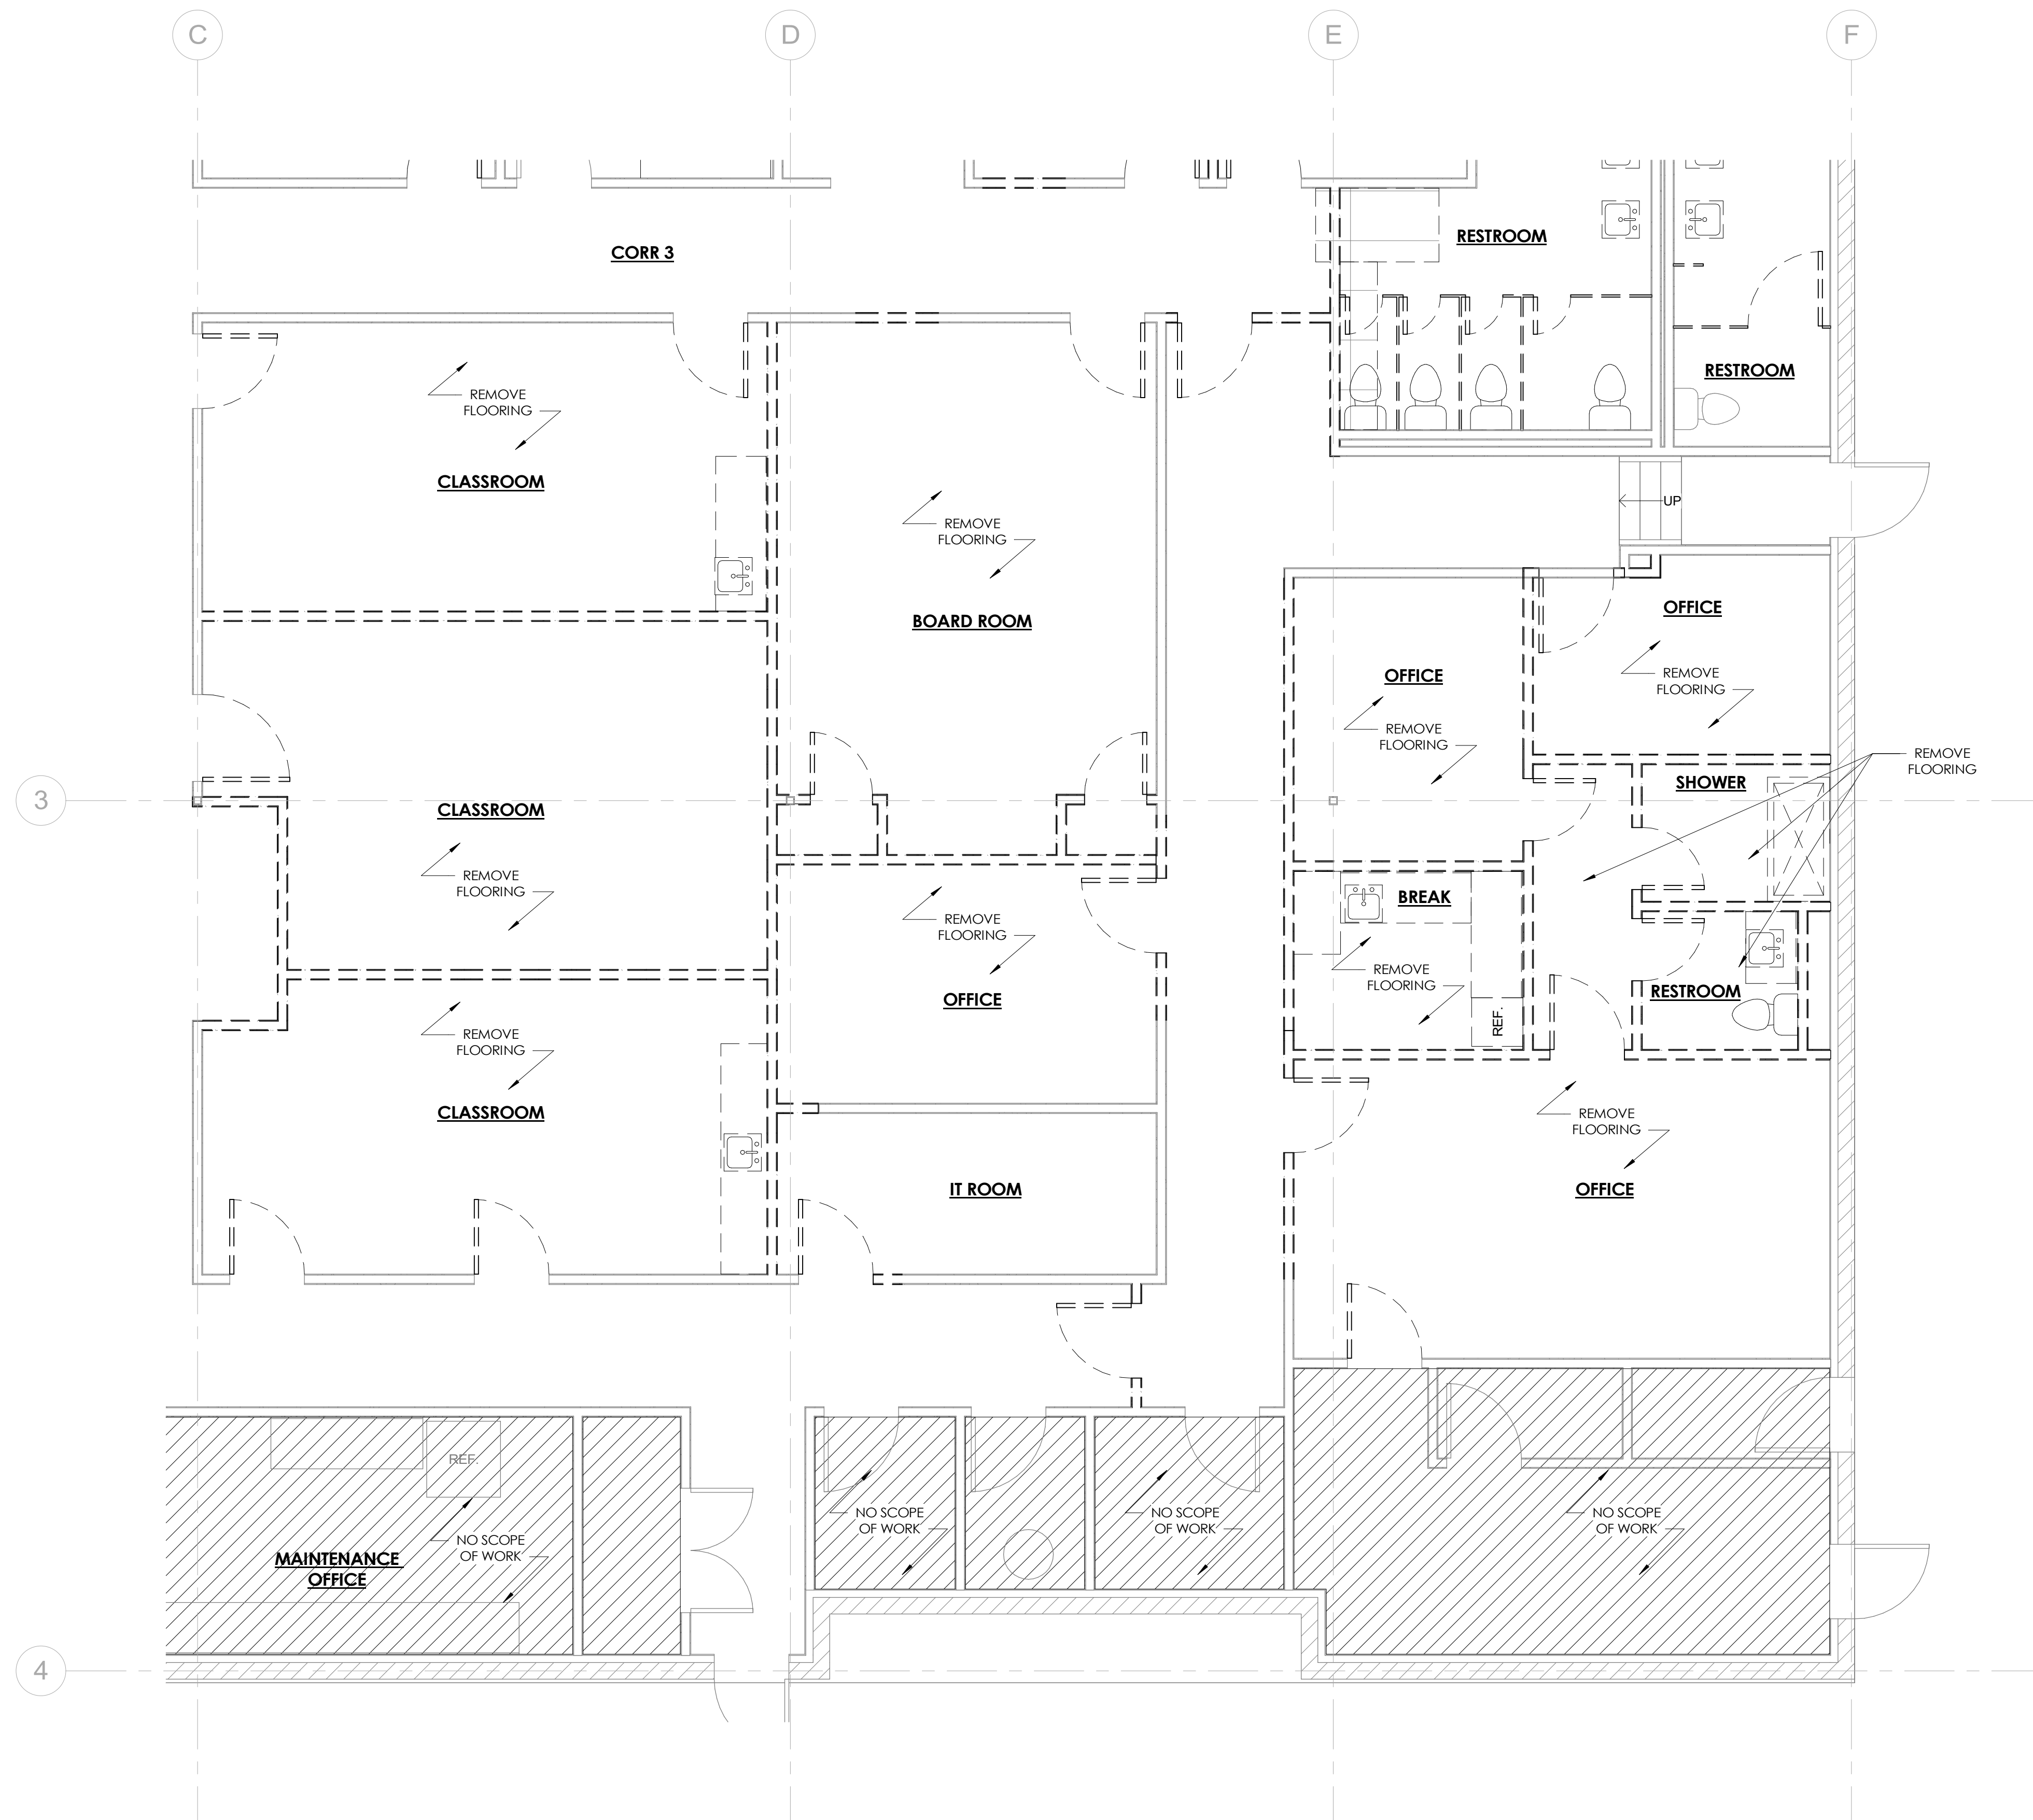 C
D
E
F
CORR 3
RESTROOM
RESTROOM
REMOVE
FLOORING
CLASSROOM
UP
REMOVE
FLOORING
BOARD ROOM
OFFICE
REMOVE
FLOORING
OFFICE
REMOVE
FLOORING
REMOVE
FLOORING
SHOWER
3
CLASSROOM
REMOVE
FLOORING
BREAK
REMOVE
FLOORING
REMOVE
FLOORING
RESTROOM
OFFICE
REF.
REMOVE
FLOORING
CLASSROOM
REMOVE
FLOORING
IT ROOM
OFFICE
REF.
NO SCOPE
OF WORK
MAINTENANCE
OFFICE
NO SCOPE
OF WORK
NO SCOPE
OF WORK
NO SCOPE
OF WORK
4